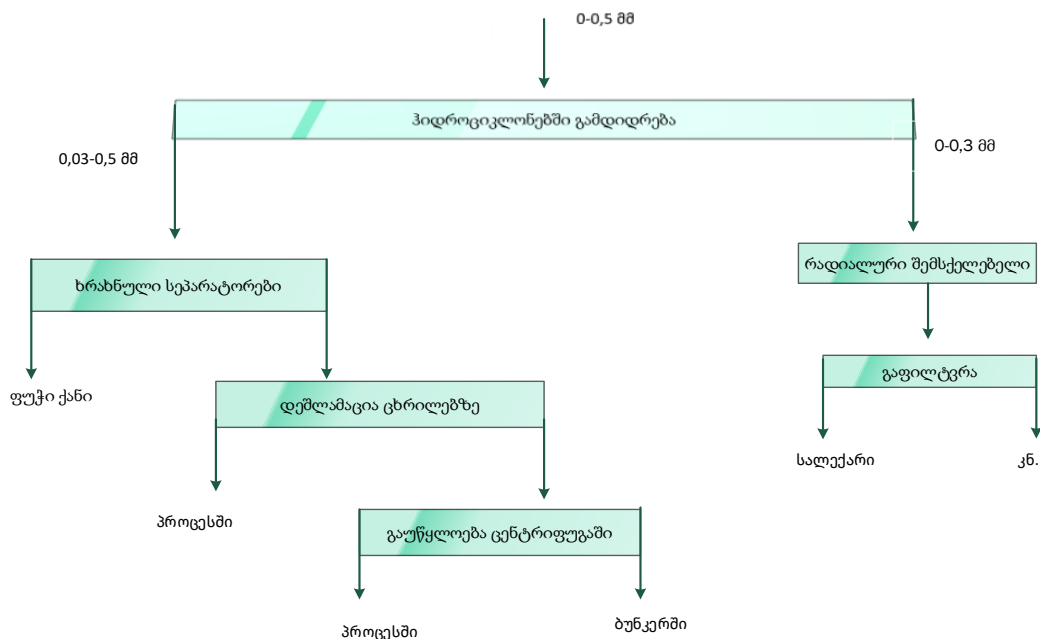 0-0,5 მმ
ჰიდროციკლონებში გამდიდრება
0,03-0,5 მმ
0-0,3 მმ
ხრახნული სეპარატორები
რადიალური შემსქელებელი
ფუჭი ქანი
გაფილტვრა
დეშლამაცია ცხრილებზე
სალექარი
კნ.
პროცესში
გაუწყლოება ცენტრიფუგაში
პროცესში
ბუნკერში